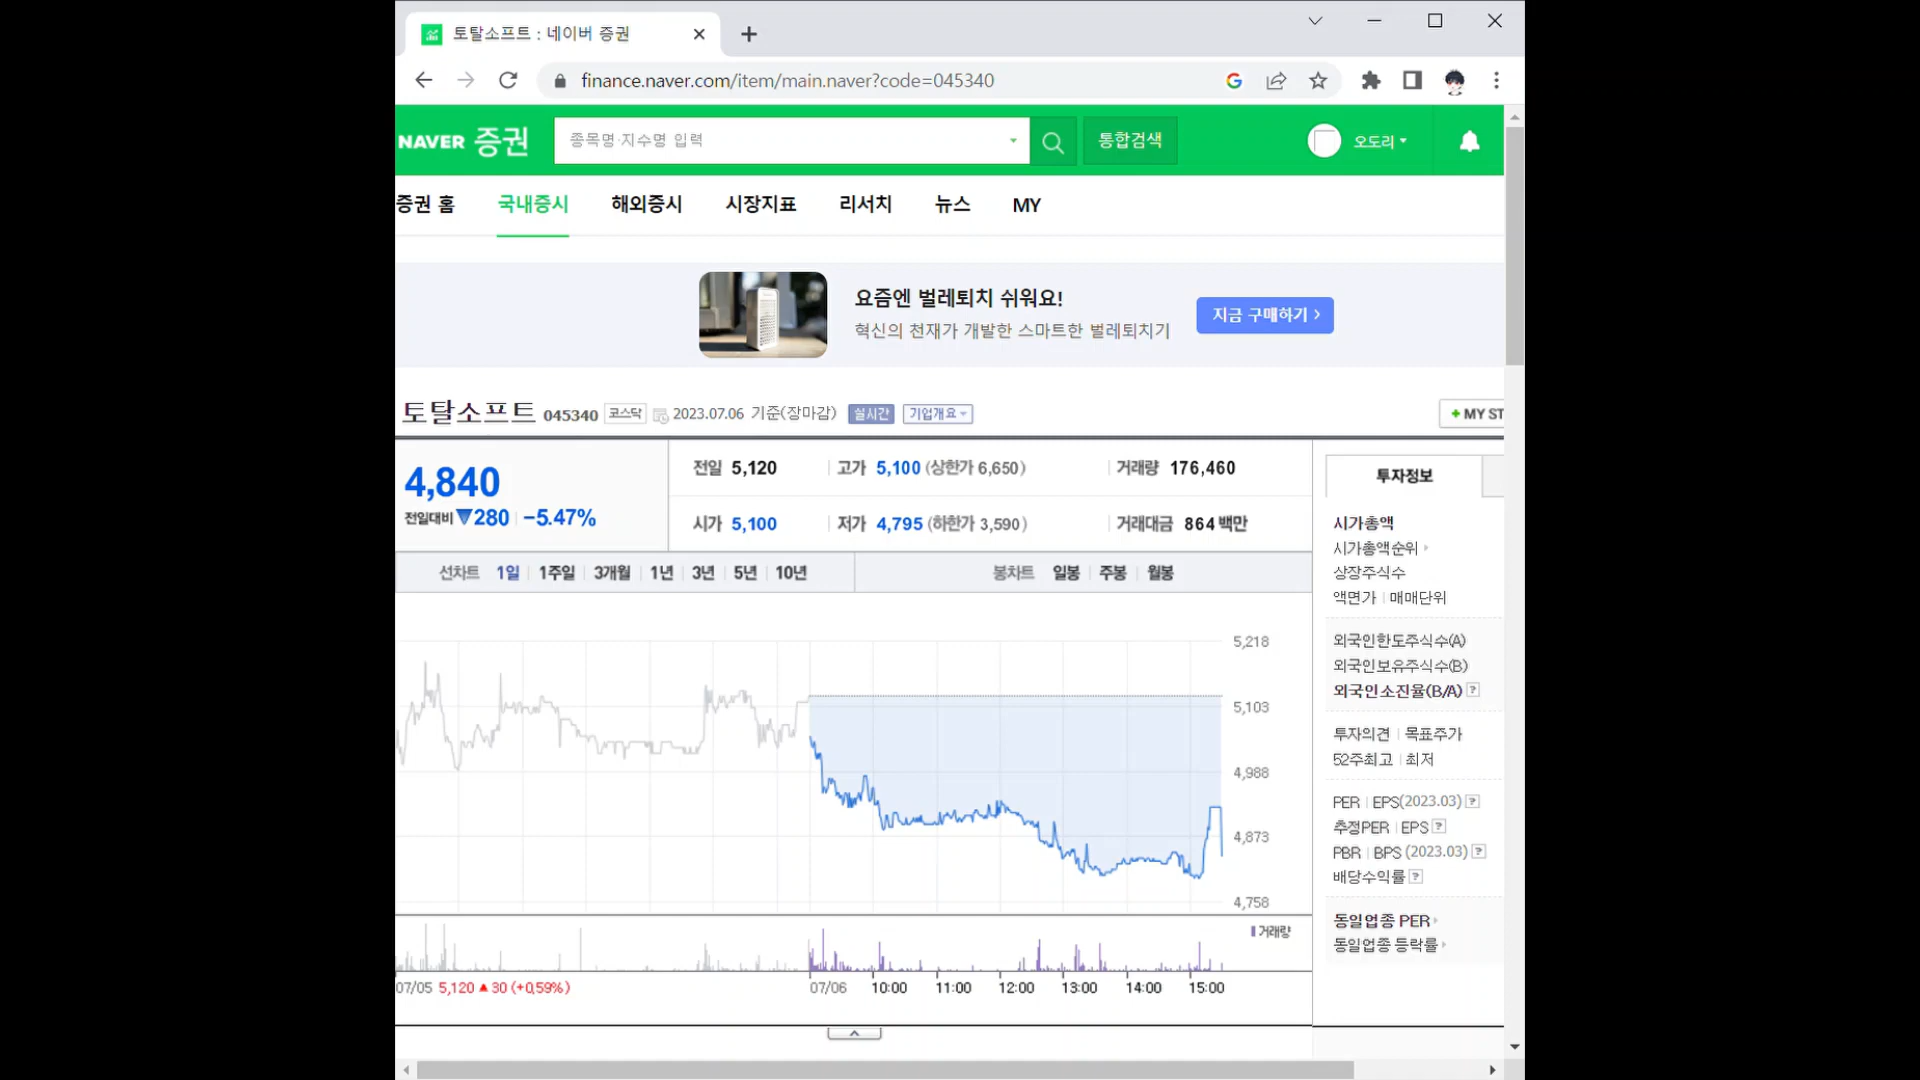 토탈소프트 : 네이버 증권
finance.naver.com/item/main.naver?code=045340
NAVER 증권
종목명·지수명 입력
통합검색
오토리
증권 홈 국내증시 해외증시 시장지표 리서치 뉴스 MY
요즘엔 벌레퇴치 쉬워요!
혁신의 천재가 개발한 스마트한 벌레퇴치기
지금 구매하기 >
토탈소프트 045340 코스닥 2023.07.06 기준(장마감) 실시간 기업개요
+ MY ST
4,840
전일대비 ▼280 | -5.47%
전일 5,120 | 고가 5,100 (상한가 6,650) | 거래량 176,460
시가 5,100 | 저가 4,795 (하한가 3,590) | 거래대금 864 백만
선차트 1일 1주일 3개월 1년 3년 5년 10년
봉차트 일봉 주봉 월봉
5,218
5,103
4,988
4,873
4,758
거래량
07/05 5,120 ▲ 30 (+0.59%)
07/06 10:00 11:00 12:00 13:00 14:00 15:00
투자정보
시가총액
시가총액순위
상장주식수
액면가 | 매매단위
외국인한도주식수(A)
외국인보유주식수(B)
외국인소진율(B/A) ?
투자의견 | 목표주가
52주최고 | 최저
PER | EPS(2023.03) ?
추정PER | EPS ?
PBR | BPS (2023.03) ?
배당수익률 ?
동일업종 PER
동일업종 등락률